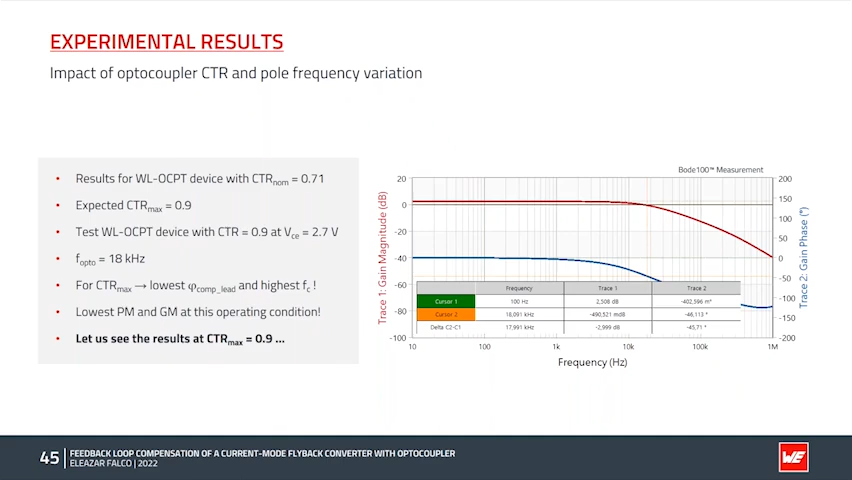 EXPERIMENTAL RESULTS
Impact of optocoupler CTR and pole frequency variation
• Results for WL-OCPT device with CTRnom = 0.71
• Expected CTRmax = 0.9
• Test WL-OCPT device with CTR = 0.9 at Vce = 2.7 V
• fopto = 18 kHz
• For CTRmax → lowest φcomp_lead and highest fc !
• Lowest PM and GM at this operating condition!
• Let us see the results at CTRmax = 0.9 ...
Bode100™ Measurement
Trace 1: Gain Magnitude (dB)
20
0
-20
-40
-60
-80
-100
200
150
100
50
0
-50
-100
-150
-200
Trace 2: Gain Phase (°)
Frequency Trace 1 Trace 2
Cursor 1 100 Hz 2,508 dB -402,596 m°
Cursor 2 18,091 kHz -490,521 mdB -46,113 °
Delta C2-C1 17,991 kHz -2,999 dB -45,71 °
10 100 1k 10k 100k 1M
Frequency (Hz)
45
FEEDBACK LOOP COMPENSATION OF A CURRENT-MODE FLYBACK CONVERTER WITH OPTOCOUPLER
ELEAZAR FALCO | 2022
WE